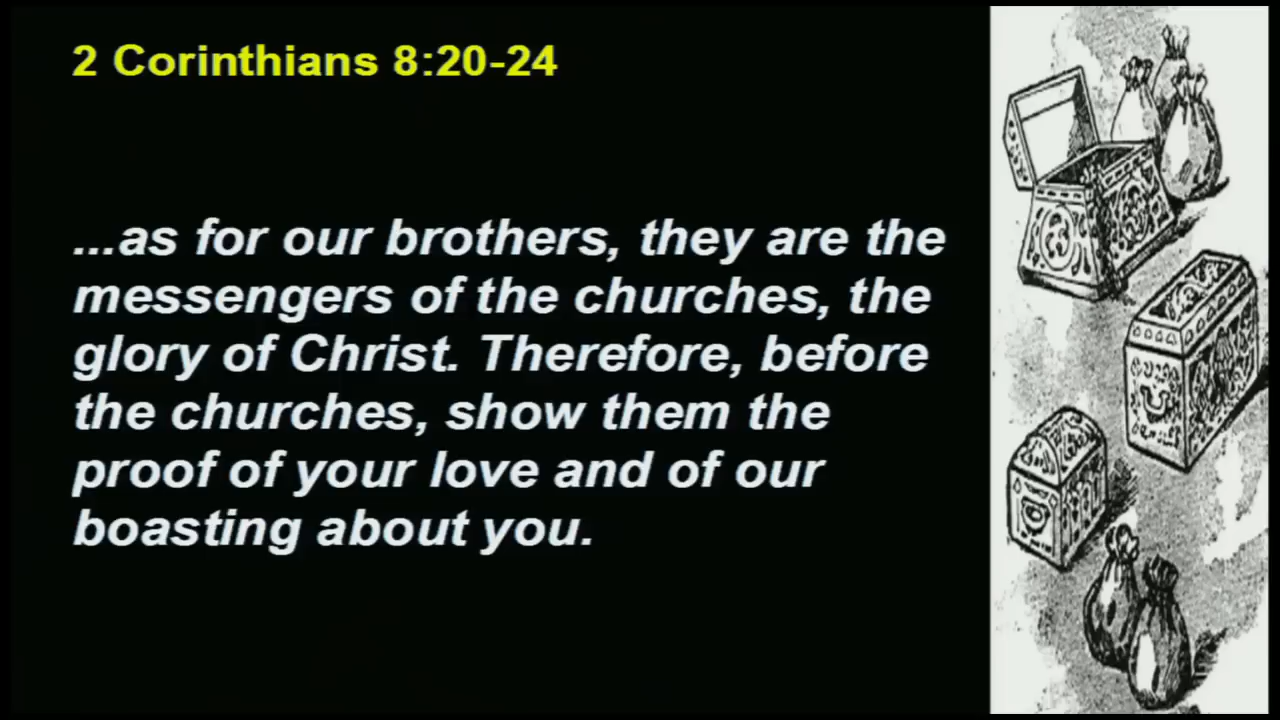 2 Corinthians 8:20-24
...as for our brothers, they are the
messengers of the churches, the
glory of Christ. Therefore, before
the churches, show them the
proof of your love and of our
boasting about you.